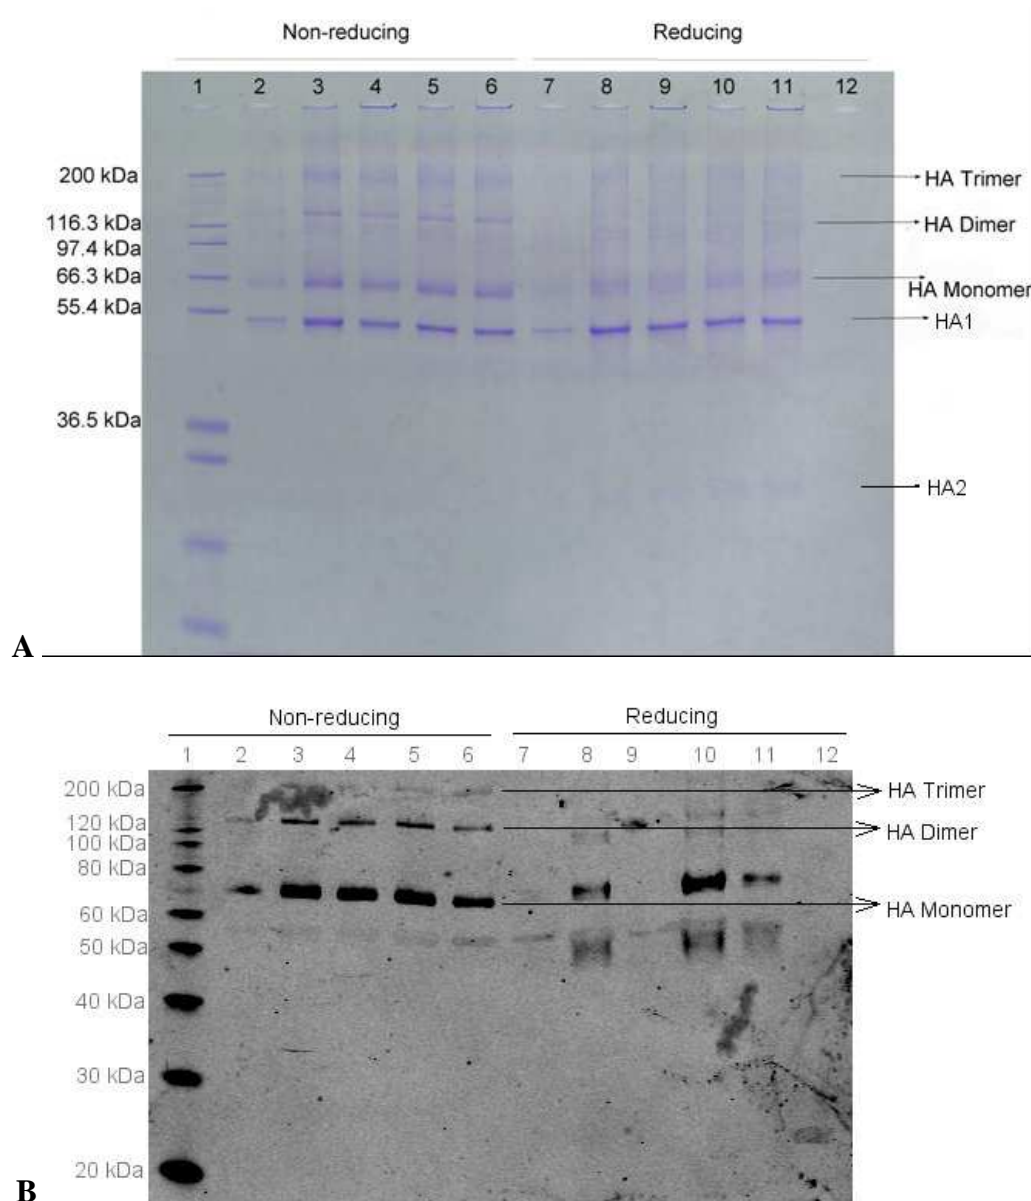 Non-reducing Reducing
1 2 3 4 5 6 7 8 9 10 11 12
200 kDa HA Trimer
116.3 kDa HA Dimer
97.4 kDa
66.3 kDa HA Monomer
55.4 kDa HA1
36.5 kDa
HA2
A
Non-reducing Reducing
1 2 3 4 5 6 7 8 9 10 11 12
200 kDa HA Trimer
120 kDa HA Dimer
100 kDa
80 kDa
60 kDa HA Monomer
50 kDa
40 kDa
30 kDa
20 kDa
B